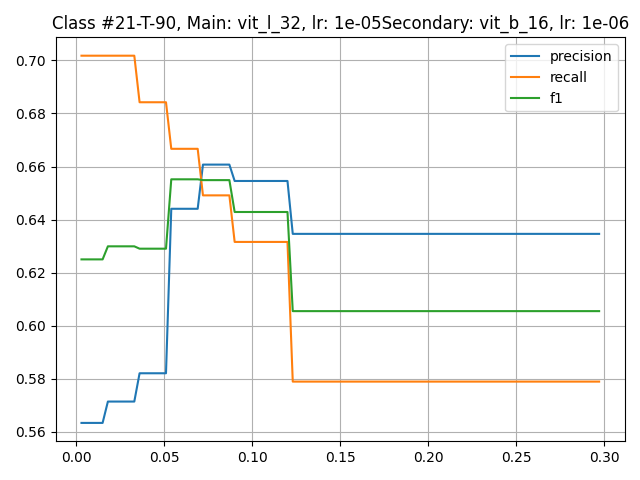 Class #21-T-90, Main: vit_l_32, lr: 1e-05Secondary: vit_b_16, lr: 1e-06
precision
recall
f1
0.70
0.68
0.66
0.64
0.62
0.60
0.58
0.56
0.00 0.05 0.10 0.15 0.20 0.25 0.30